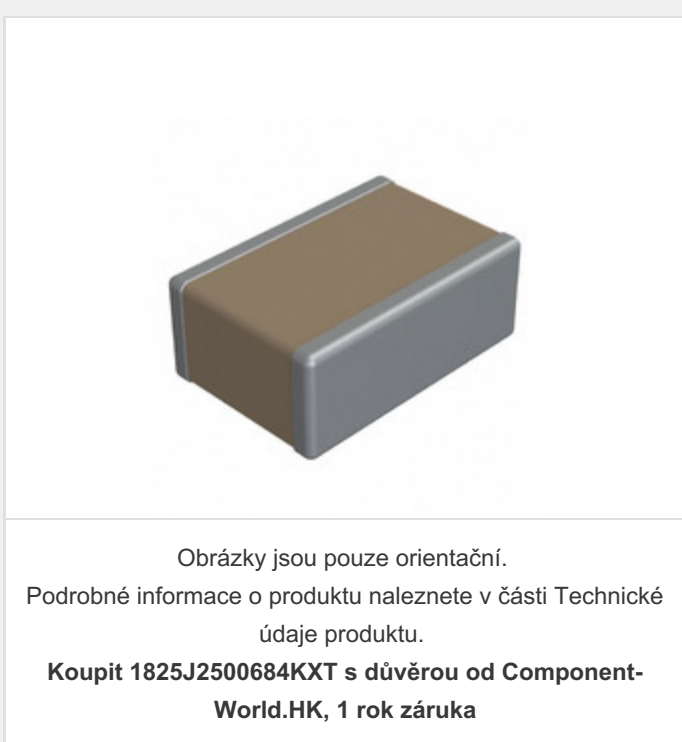 Obrázky jsou pouze orientační.
Podrobné informace o produktu naleznete v části Technické
údaje produktu.
Koupit 1825J2500684KXT s důvěrou od Component-
World.HK, 1 rok záruka